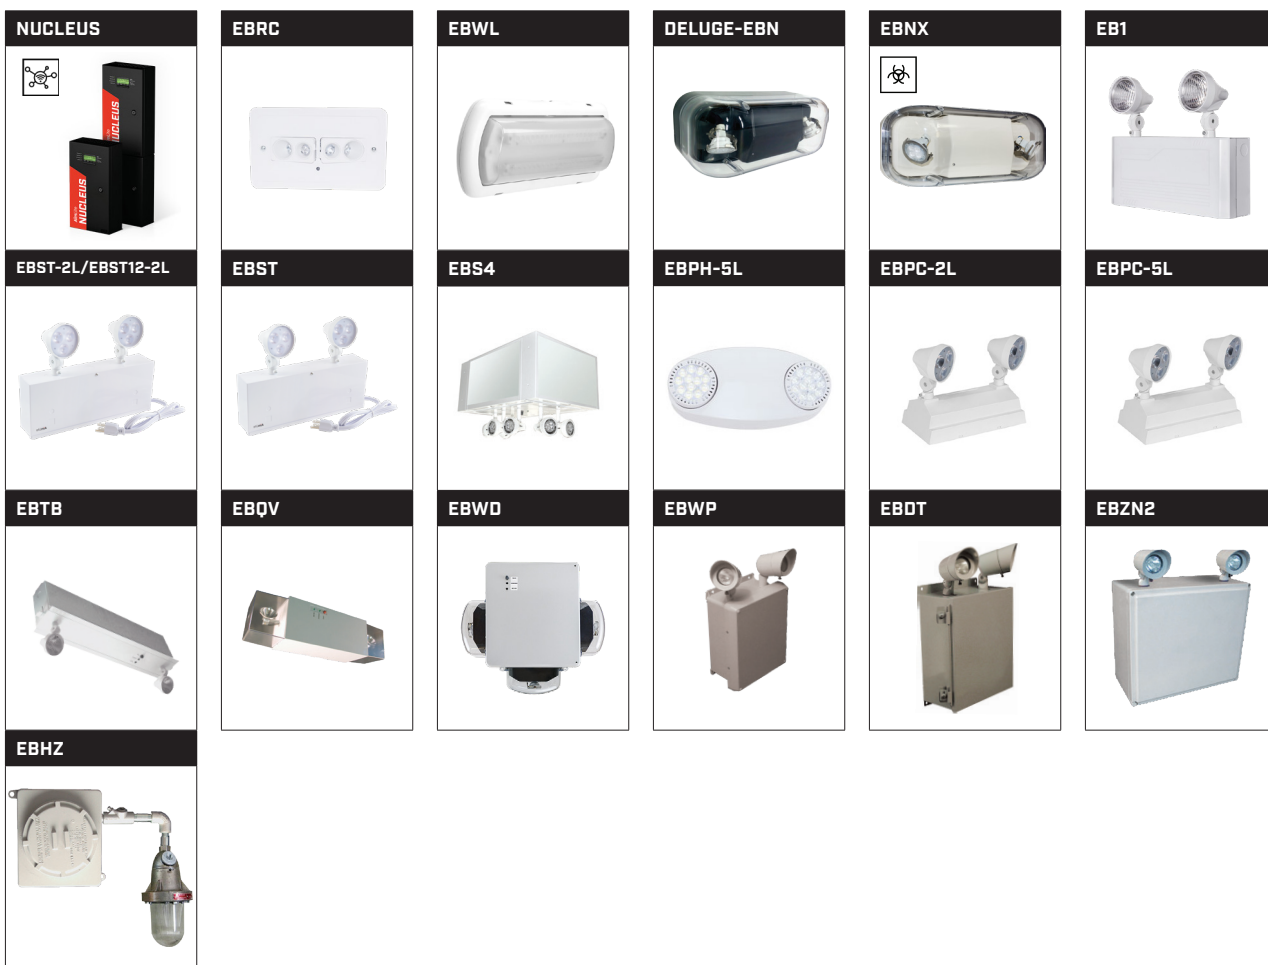 NUCLEUS
EBRC
EBWL
DELUGE-EBN
EBNX
EB1
NUCLEUS
NUCLEUS
EBST-2L/EBST12-2L
EBST
EBS4
EBPH-5L
EBPC-2L
EBPC-5L
EBTB
EBQV
EBWD
EBWP
EBDT
EBZN2
EBHZ